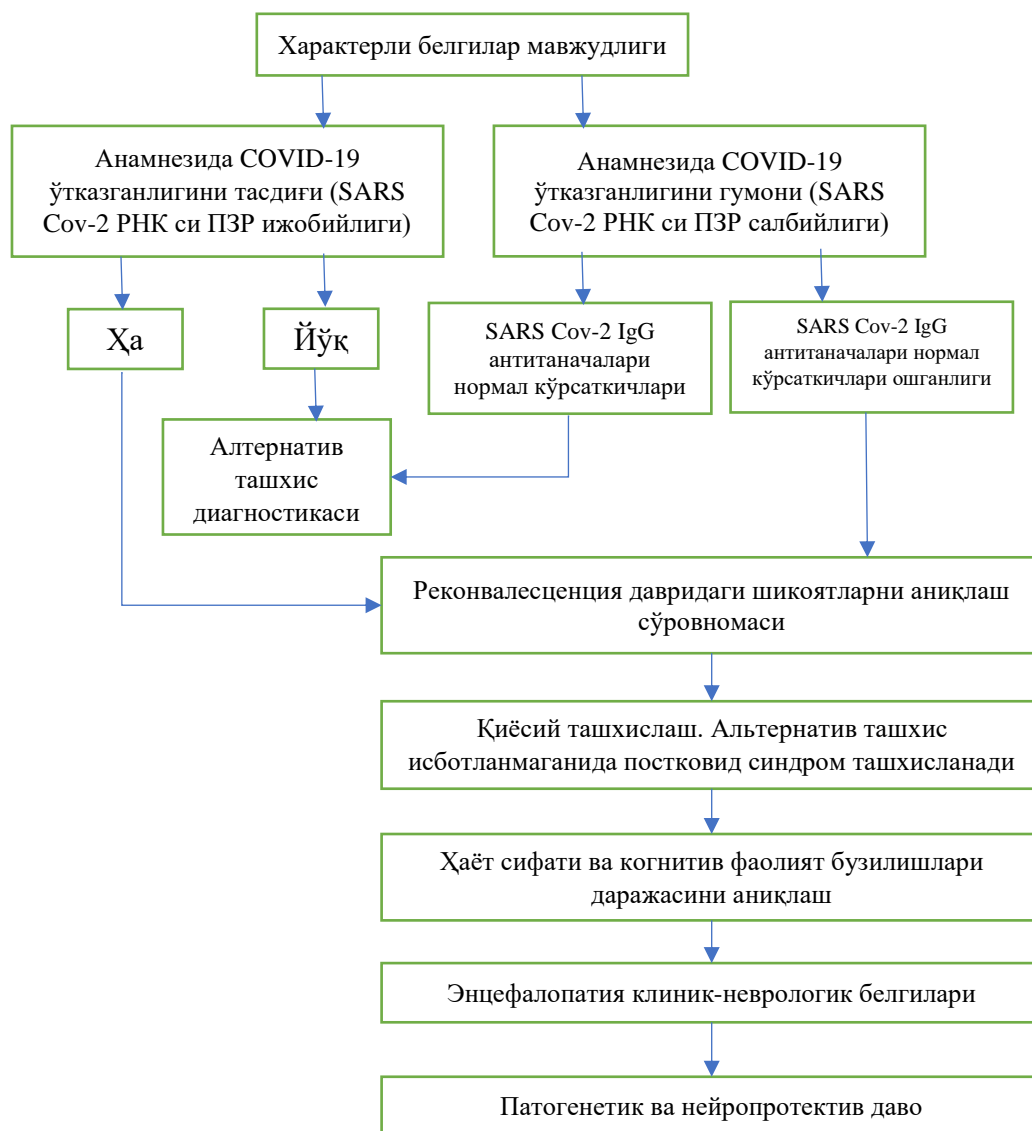 Характерли белгилар мавжудлиги
Анамнезида COVID-19
ўтказганлигини тасдиғи (SARS
Cov-2 РНК си ПЗР ижобийлиги)
Анамнезида COVID-19
ўтказганлигини гумони (SARS
Cov-2 РНК си ПЗР салбийлиги)
Ҳа
Йўқ
SARS Cov-2 IgG
антитаначалари
нормал кўрсаткичлари
SARS Cov-2 IgG
антитаначалари нормал
кўрсаткичлари ошганлиги
Алтернатив
ташхис
диагностикаси
Реконвалесценция давридаги шикоятларни аниқлаш
сўровномаси
Қиёсий ташхислаш. Альтернатив ташхис
исботланмаганида постковид синдром ташхисланади
Ҳаёт сифати ва когнитив фаолият бузилишлари
даражасини аниқлаш
Энцефалопатия клиник-неврологик белгилари
Патогенетик ва нейропротектив даво